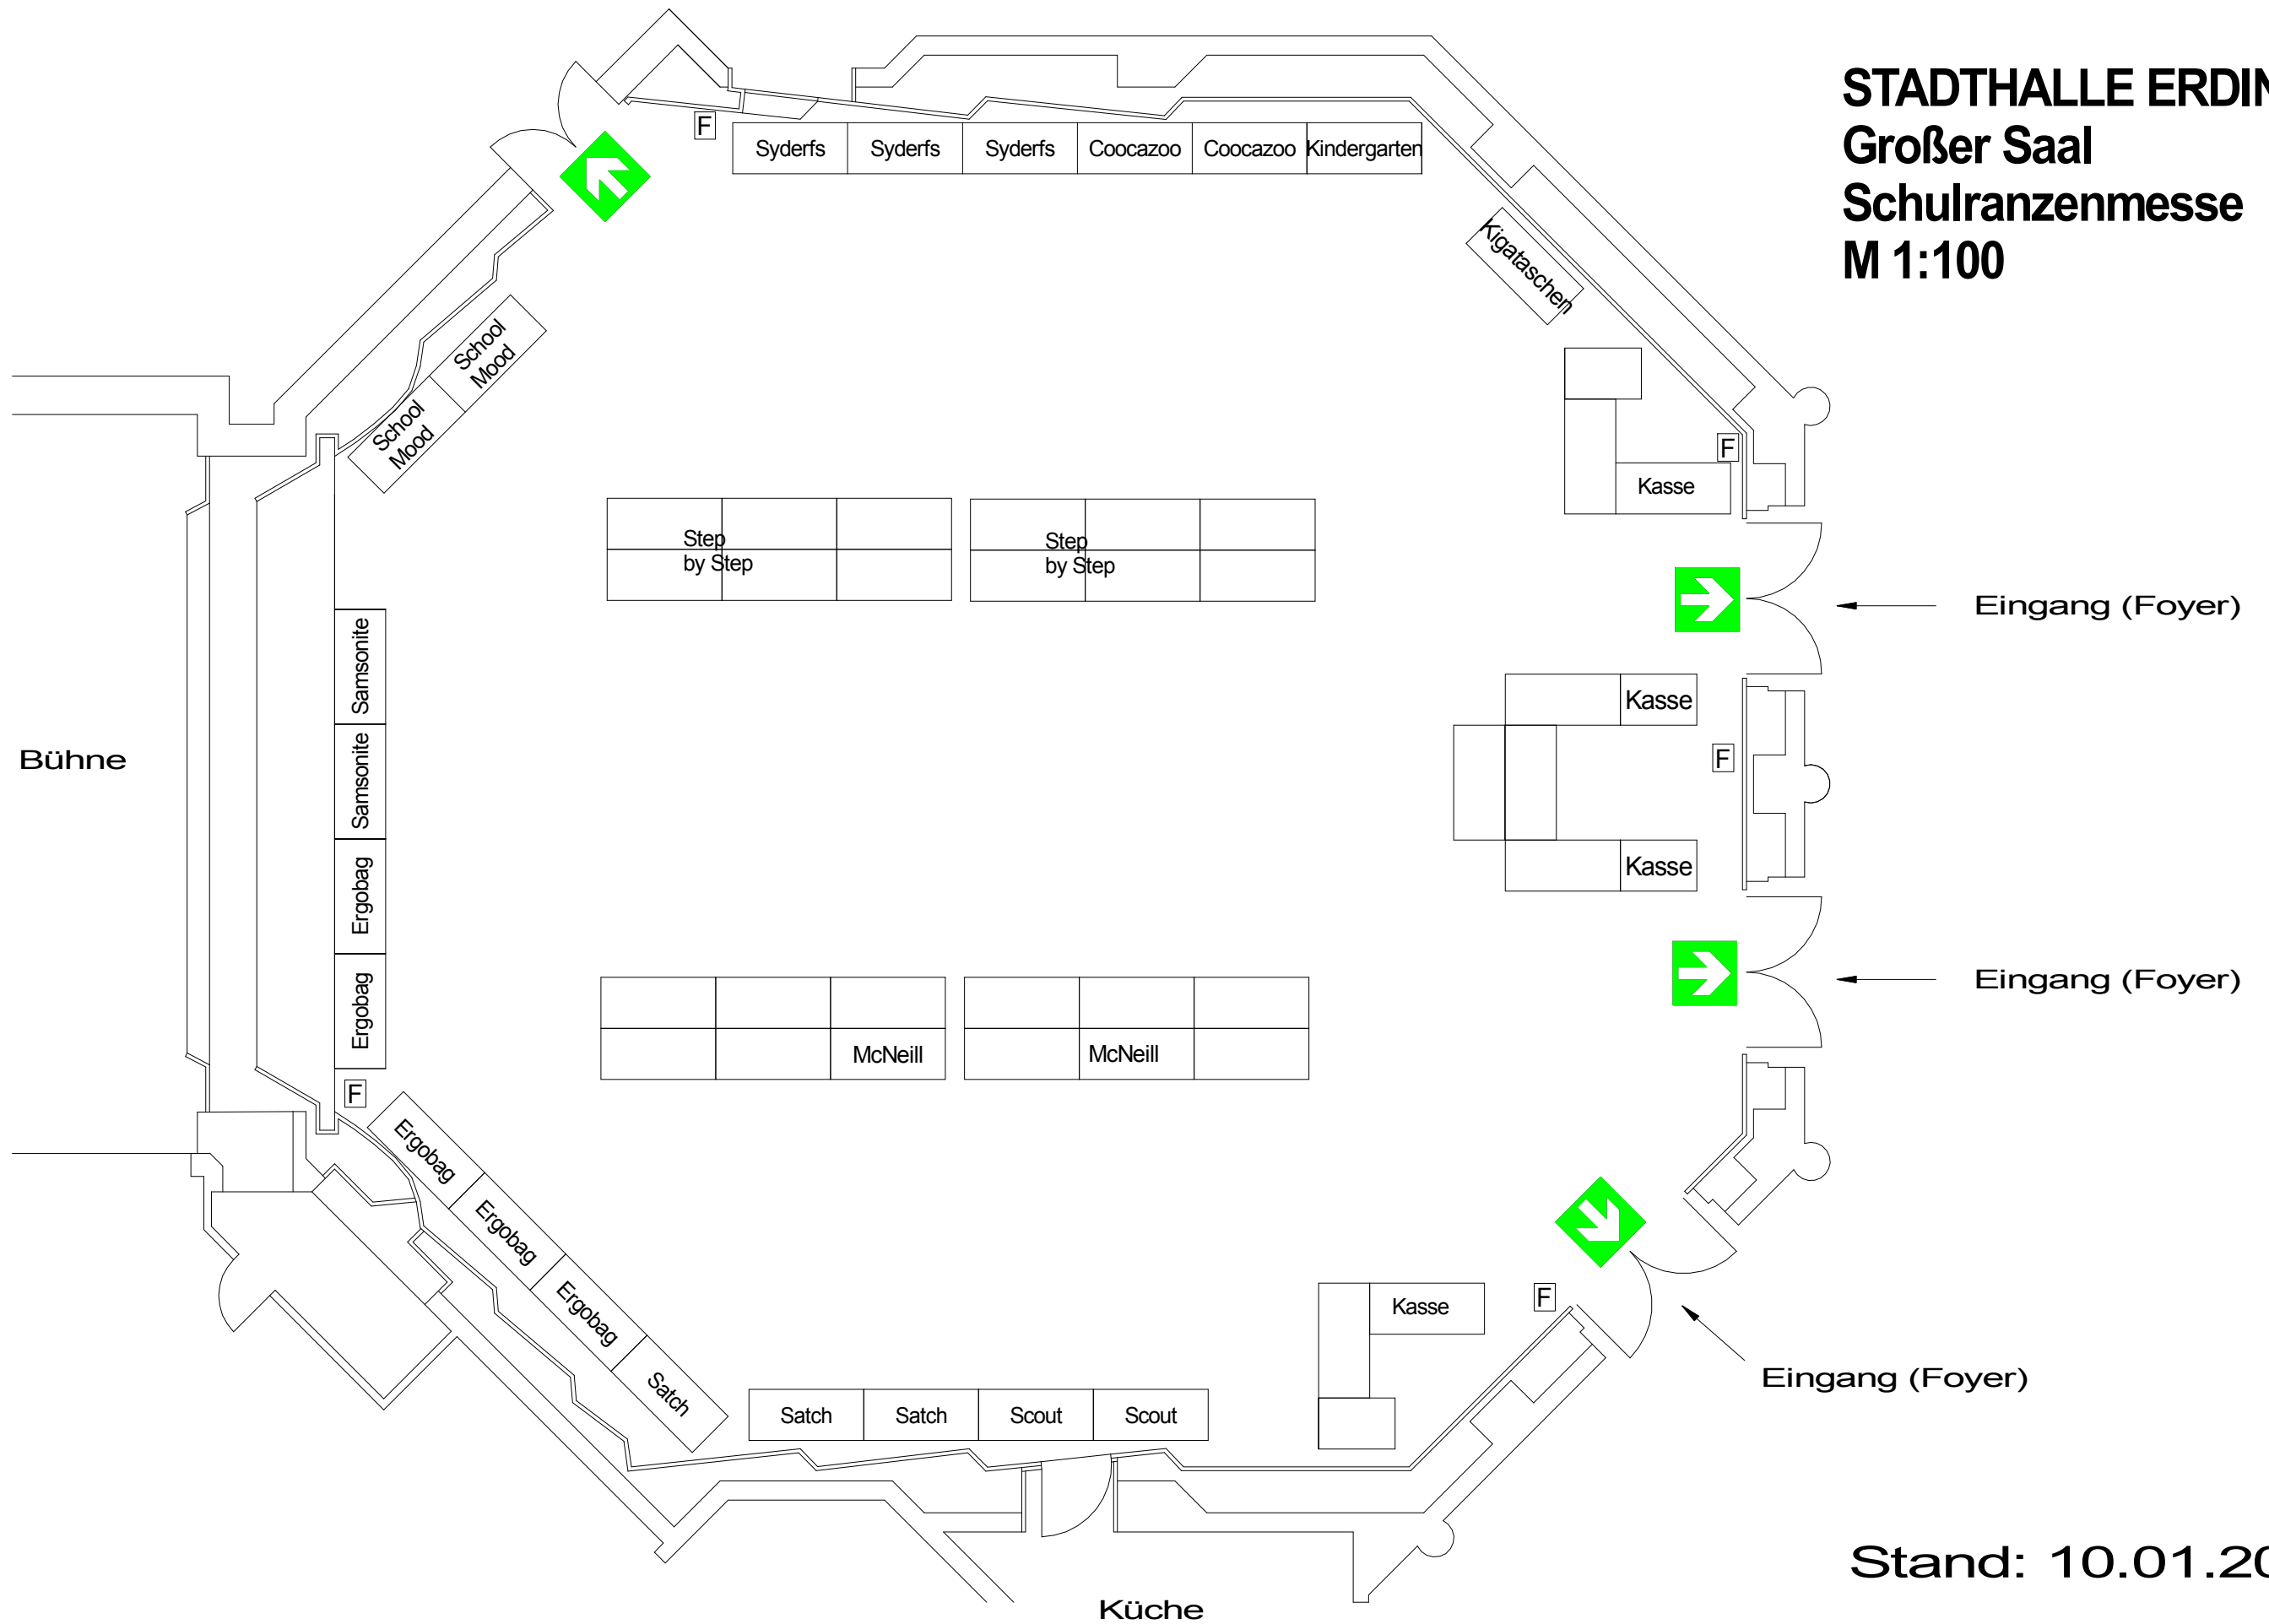 STADTHALLE ERDIN
Großer Saal
Schulranzenmesse
M 1:100
F
Syderfs
Syderfs
Syderfs
Coocazoo
Coocazoo
Kindergarten
Kigataschen
School
Mood
School
Mood
F
Kasse
Step
by Step
Step
by Step
Eingang (Foyer)
Samsonite
Kasse
Bühne
Samsonite
F
Ergobag
Kasse
Ergobag
Eingang (Foyer)
McNeill
McNeill
F
Ergobag
Ergobag
Ergobag
Satch
F
Kasse
Eingang (Foyer)
Satch
Satch
Scout
Scout
Stand: 10.01.20
Küche